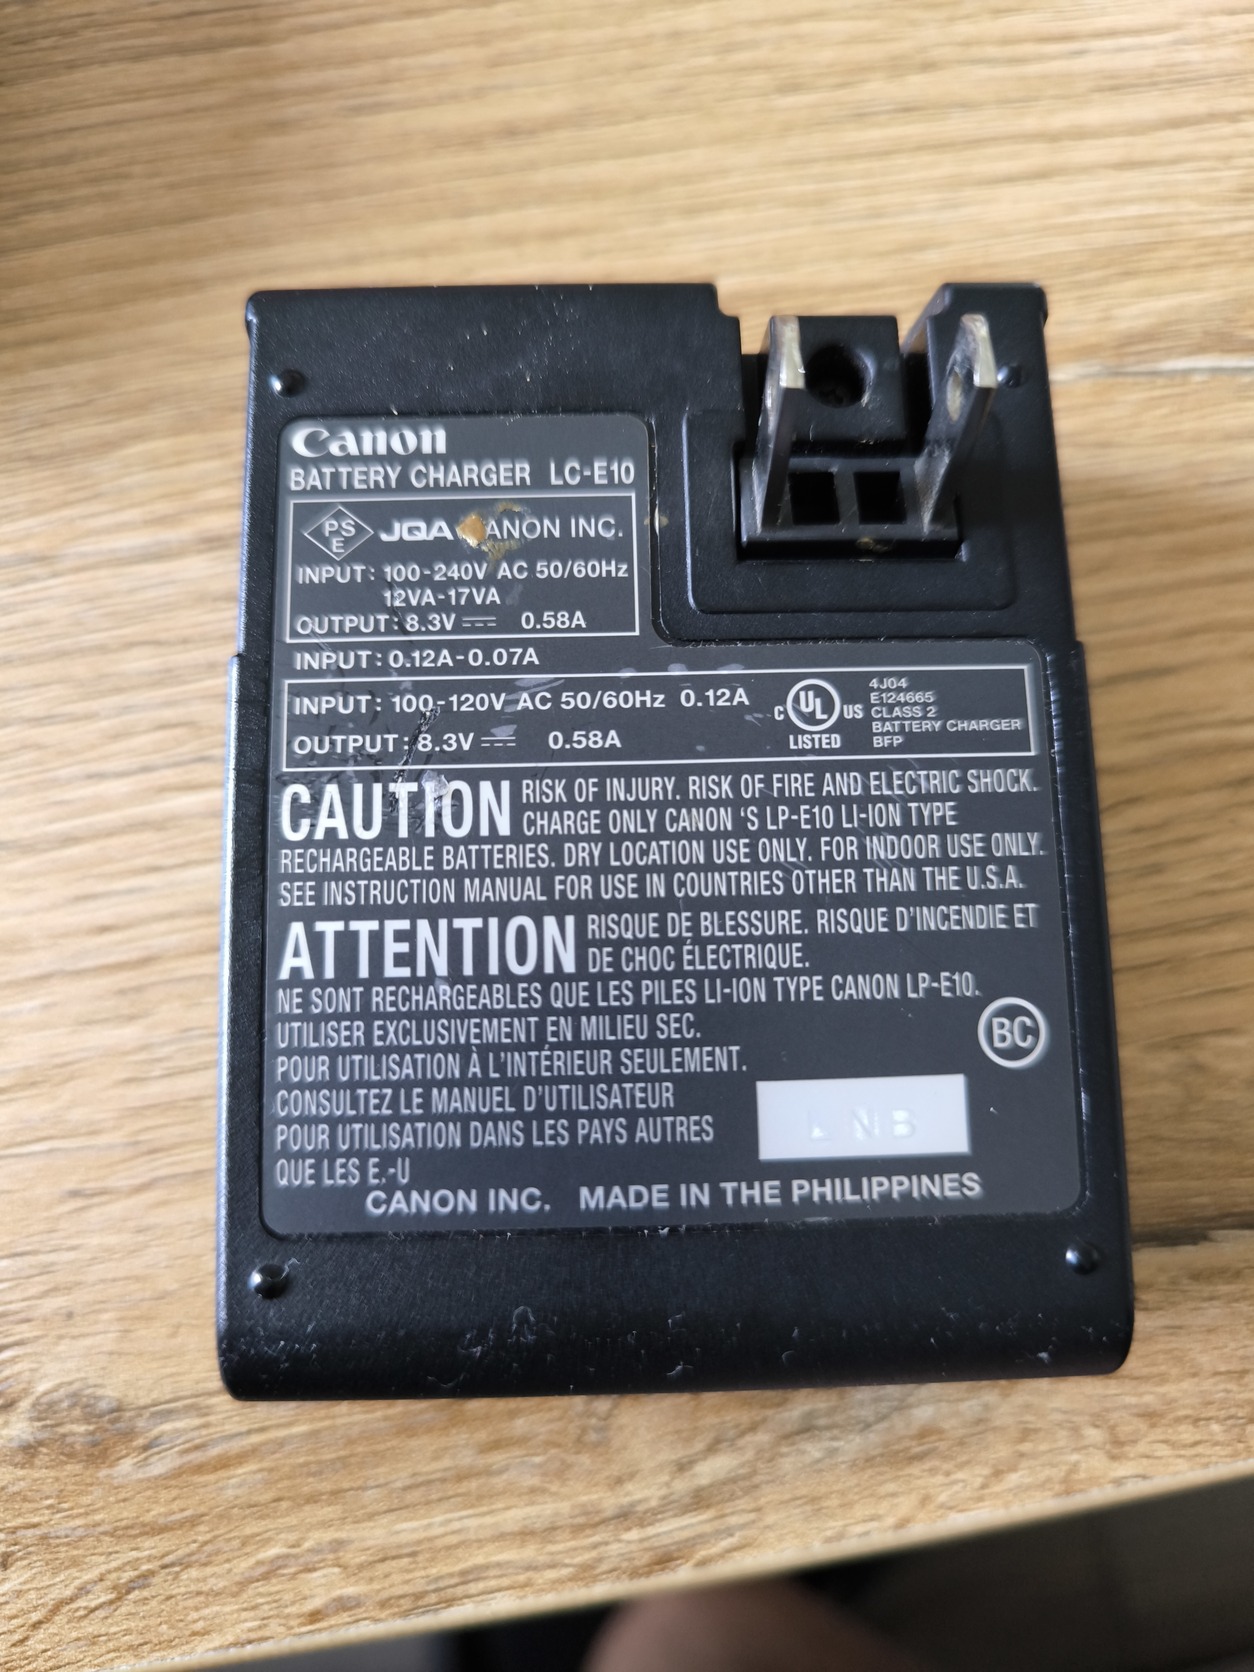 Canon
BATTERY CHARGER LC-E10
PS
E
JQA CANON INC.
INPUT: 100-240V AC 50/60Hz
12VA-17VA
OUTPUT: 8.3V ⎓ 0.58A
INPUT: 0.12A-0.07A
INPUT: 100-120V AC 50/60Hz 0.12A
OUTPUT: 8.3V ⎓ 0.58A
C UL US
LISTED
4J04
E124665
CLASS 2
BATTERY CHARGER
BFP
CAUTION RISK OF INJURY. RISK OF FIRE AND ELECTRIC SHOCK.
CHARGE ONLY CANON 'S LP-E10 LI-ION TYPE
RECHARGEABLE BATTERIES. DRY LOCATION USE ONLY. FOR INDOOR USE ONLY.
SEE INSTRUCTION MANUAL FOR USE IN COUNTRIES OTHER THAN THE U.S.A.
ATTENTION RISQUE DE BLESSURE. RISQUE D'INCENDIE ET
DE CHOC ÉLECTRIQUE.
NE SONT RECHARGEABLES QUE LES PILES LI-ION TYPE CANON LP-E10.
UTILISER EXCLUSIVEMENT EN MILIEU SEC.
POUR UTILISATION À L'INTÉRIEUR SEULEMENT.
CONSULTEZ LE MANUEL D'UTILISATEUR
POUR UTILISATION DANS LES PAYS AUTRES
QUE LES E.-U
BC
LNB
CANON INC. MADE IN THE PHILIPPINES